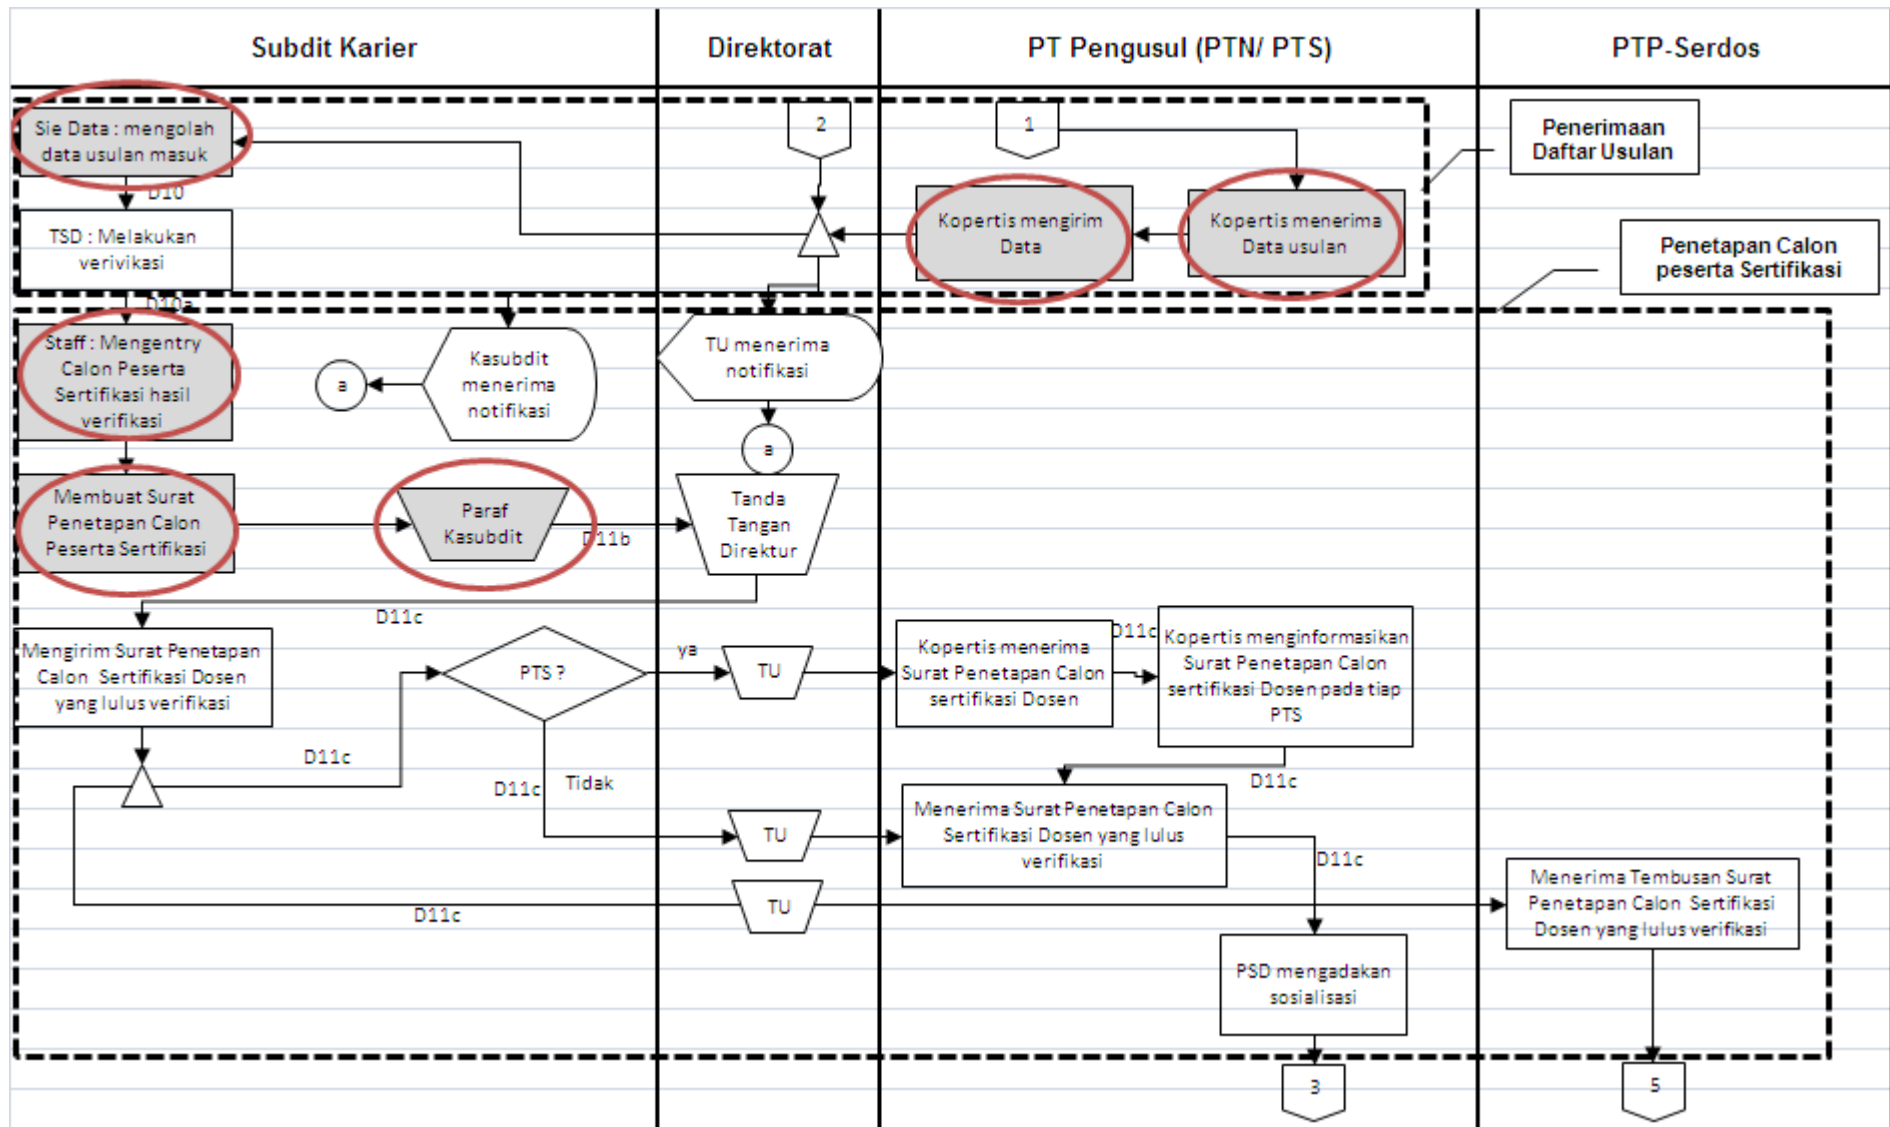 Subdit Karier
Direktorat
PT Pengusul (PTN/ PTS)
PTP-Serdos
Sie Data : mengolah
data usulan masuk
2
1
Penerimaan
Daftar Usulan
D10
Kopertis mengirim
Data
Kopertis menerima
Data usulan
TSD : Melakukan
verivikasi
Penetapan Calon
peserta Sertifikasi
D10a
Staff : Mengentry
Calon Peserta
Sertifikasi hasil
verifikasi
a
Kasubdit
menerima
notifikasi
TU menerima
notifikasi
a
Membuat Surat
Penetapan Calon
Peserta Sertifikasi
Paraf
Kasubdit
D11b
Tanda
Tangan
Direktur
D11c
Mengirim Surat Penetapan
Calon Sertifikasi Dosen
yang lulus verifikasi
PTS ?
ya
TU
Kopertis menerima
Surat Penetapan Calon
sertifikasi Dosen
D11c
Kopertis menginformasikan
Surat Penetapan Calon
sertifikasi Dosen pada tiap
PTS
D11c
D11c
Tidak
D11c
TU
Menerima Surat Penetapan Calon
Sertifikasi Dosen yang lulus
verifikasi
D11c
D11c
TU
Menerima Tembusan Surat
Penetapan Calon Sertifikasi
Dosen yang lulus verifikasi
PSD mengadakan
sosialisasi
3
5